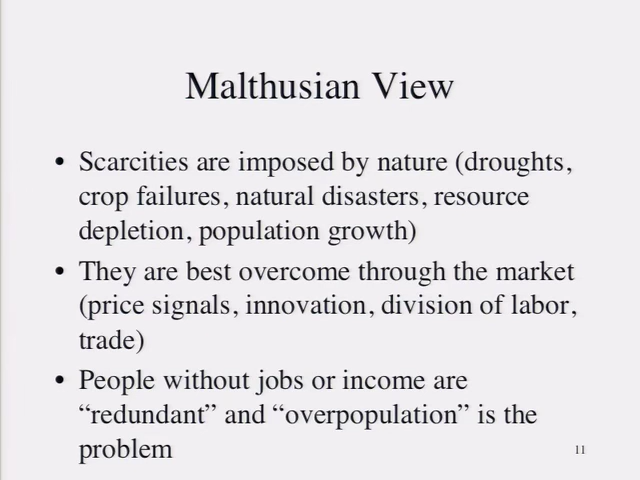 Malthusian View
• Scarcities are imposed by nature (droughts,
crop failures, natural disasters, resource
depletion, population growth)
• They are best overcome through the market
(price signals, innovation, division of labor,
trade)
• People without jobs or income are
“redundant” and “overpopulation” is the
problem
11